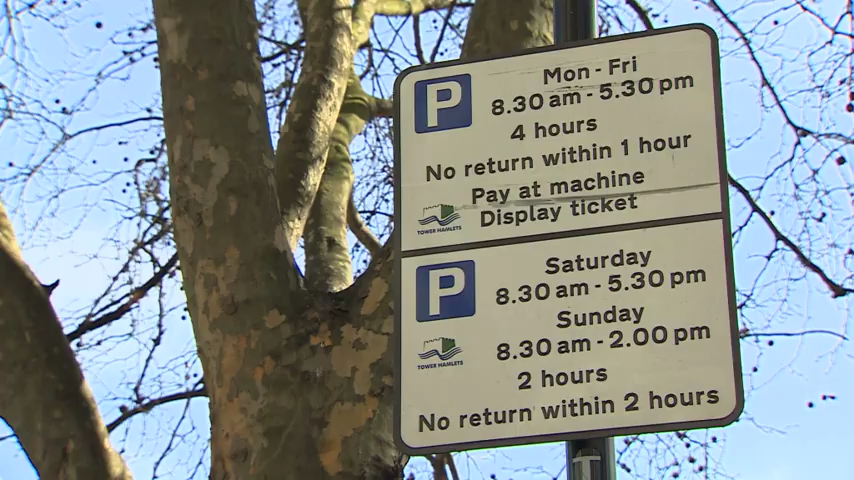 P
Mon - Fri
8.30 am - 5.30 pm
4 hours
No return within 1 hour
Pay at machine
Display ticket
TOWER HAMLETS
P
Saturday
8.30 am - 5.30 pm
Sunday
8.30 am - 2.00 pm
2 hours
TOWER HAMLETS
No return within 2 hours